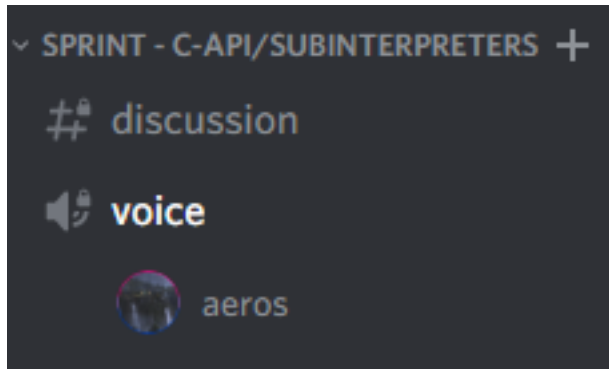 SPRINT - C-API/SUBINTERPRETERS
discussion
voice
aeros